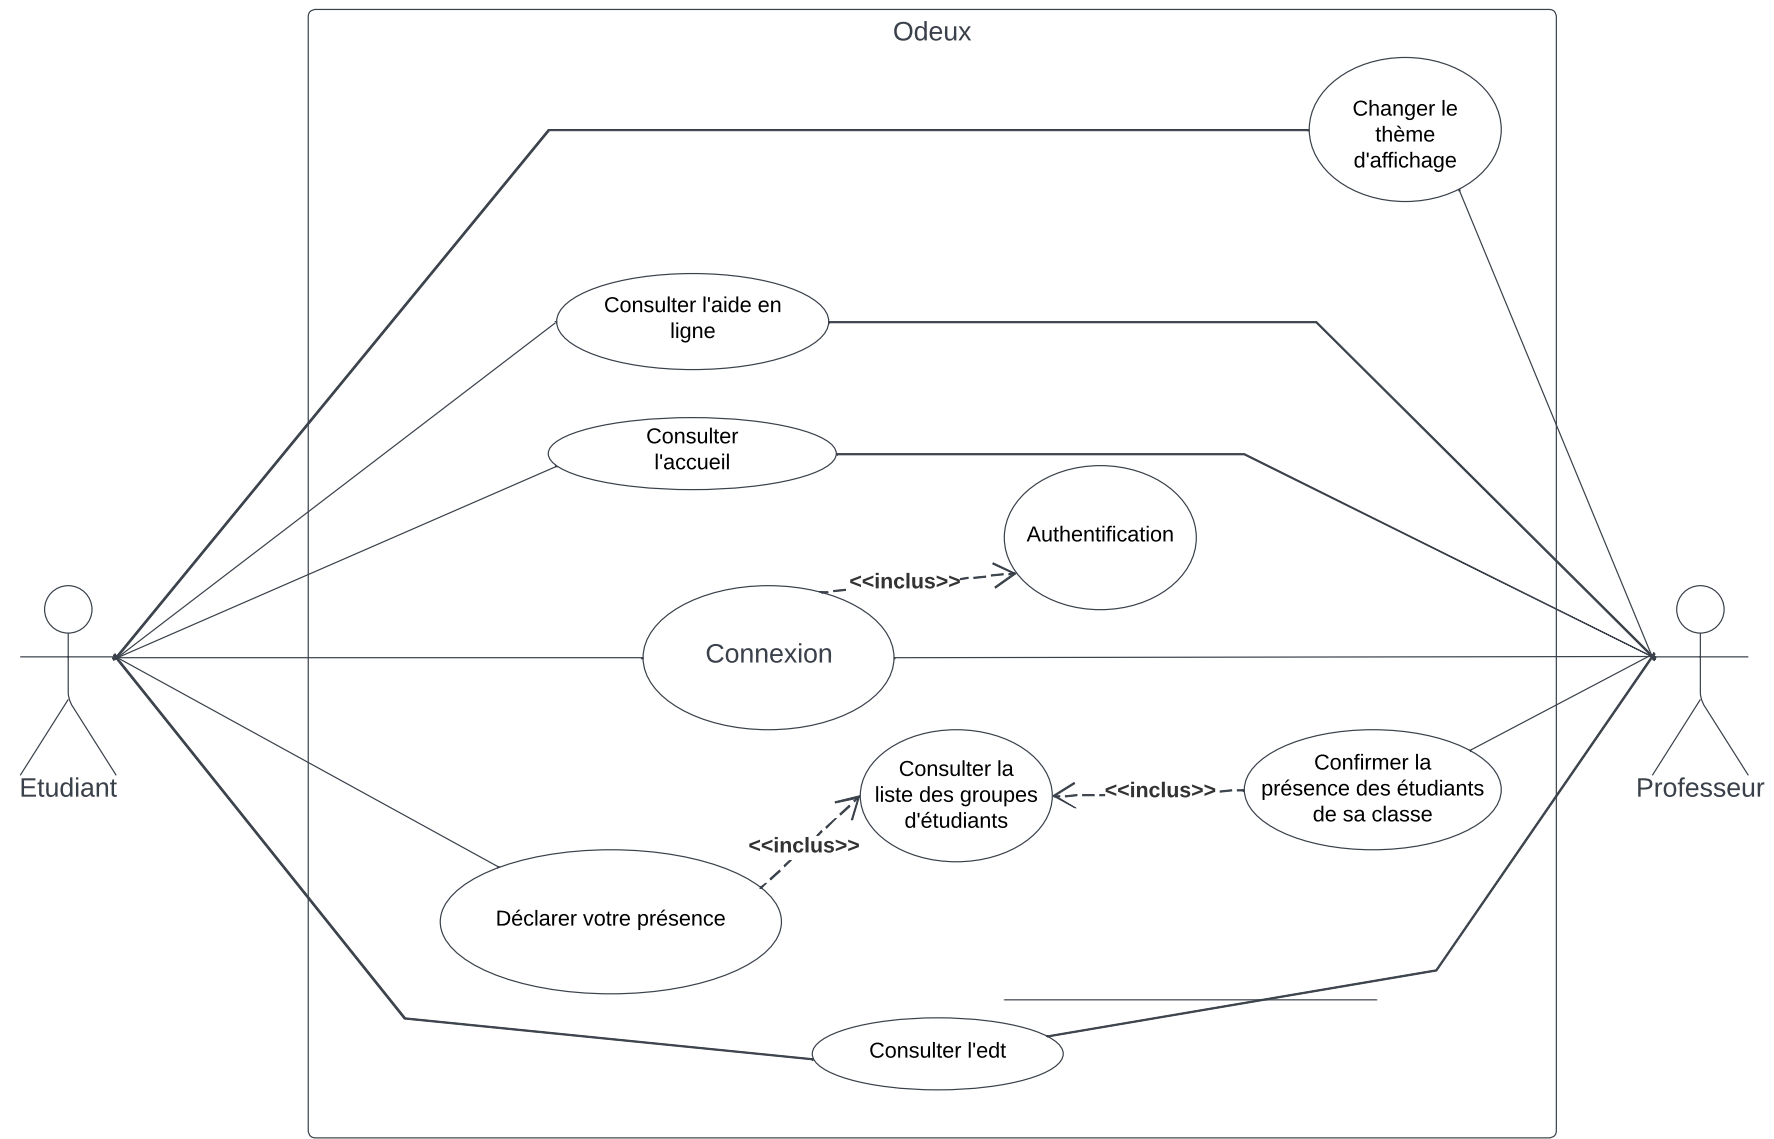 Odeux
Changer le
thème
d'affichage
Consulter l'aide en
ligne
Consulter
l'accueil
Authentification
<<inclus>>
Connexion
Etudiant
Professeur
Consulter la
liste des groupes
d'étudiants
<<inclus>>
Confirmer la
présence des étudiants
de sa classe
<<inclus>>
Déclarer votre présence
Consulter l'edt